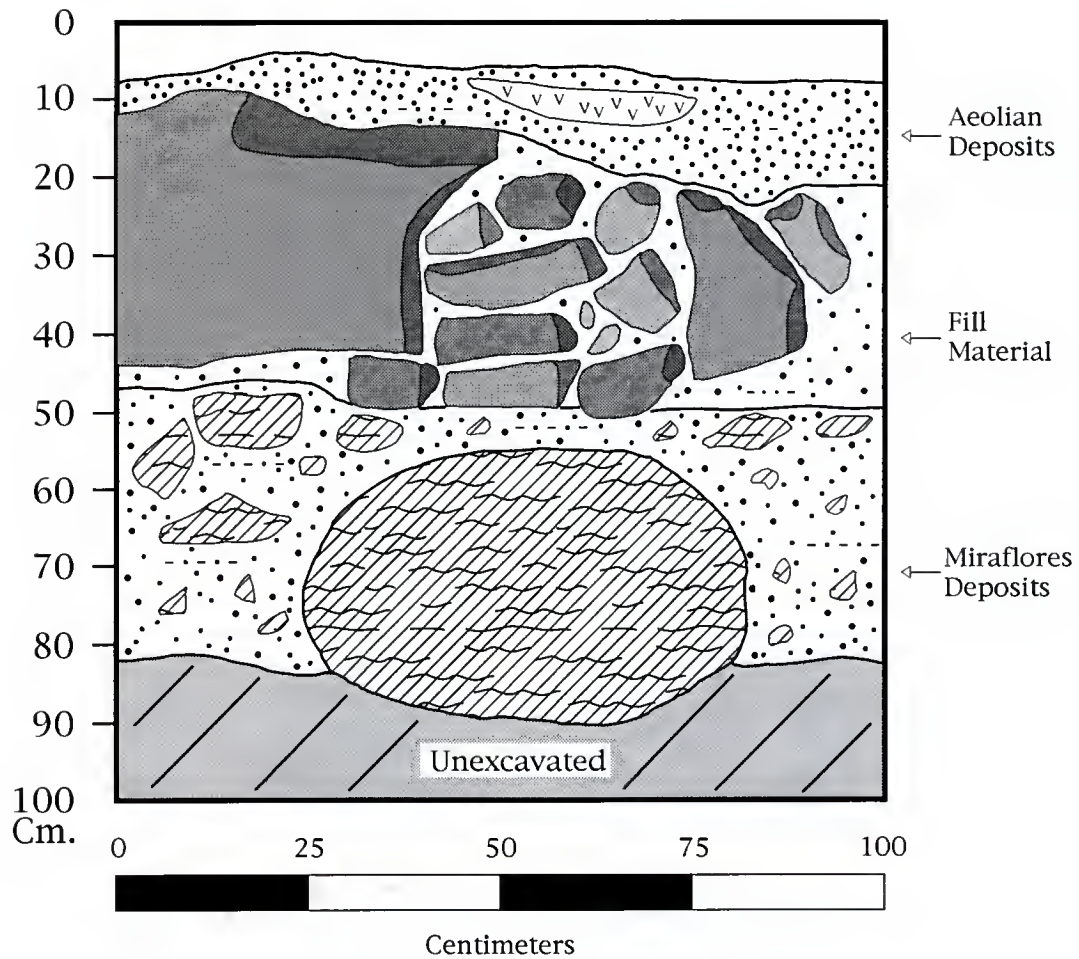 0
10
20
30
40
50
60
70
80
90
100
Cm.
Aeolian
Deposits
Fill
Material
Miraflores
Deposits
v v v v v v v v v v
Unexcavated
0 25 50 75 100
Centimeters